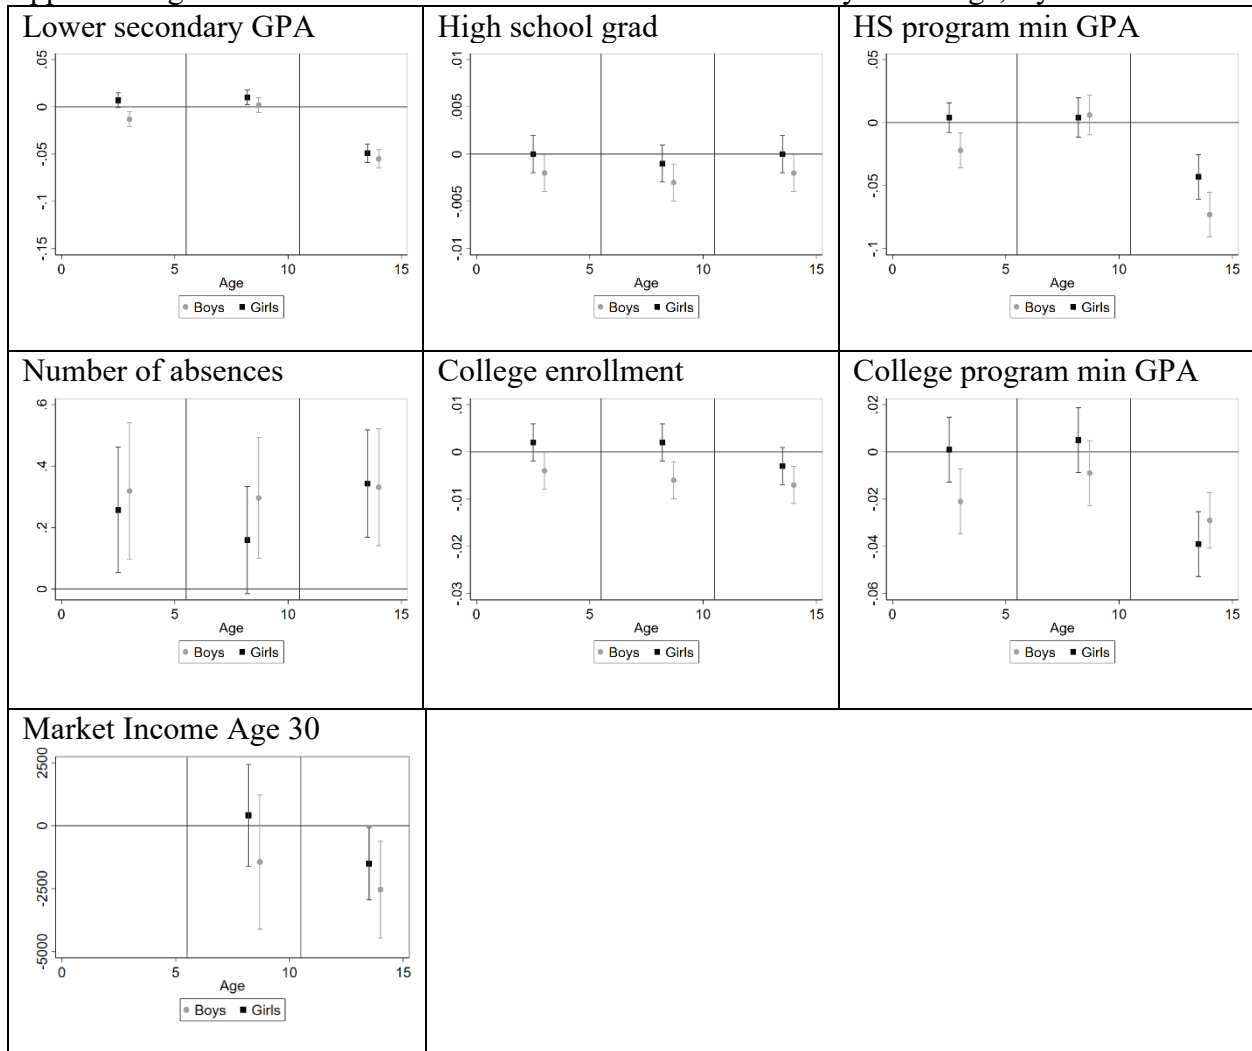 Lower secondary GPA
.05
0
-.05
-.1
-.15
0 5 10 15
Age
Boys Girls
High school grad
.01
.005
0
-.005
-.01
0 5 10 15
Age
Boys Girls
HS program min GPA
.05
0
-.05
-.1
0 5 10 15
Age
Boys Girls
Number of absences
.6
.4
.2
0
0 5 10 15
Age
Boys Girls
College enrollment
.01
0
-.01
-.02
-.03
0 5 10 15
Age
Boys Girls
College program min GPA
.02
0
-.02
-.04
-.06
0 5 10 15
Age
Boys Girls
Market Income Age 30
2500
0
-2500
-5000
0 5 10 15
Age
Boys Girls